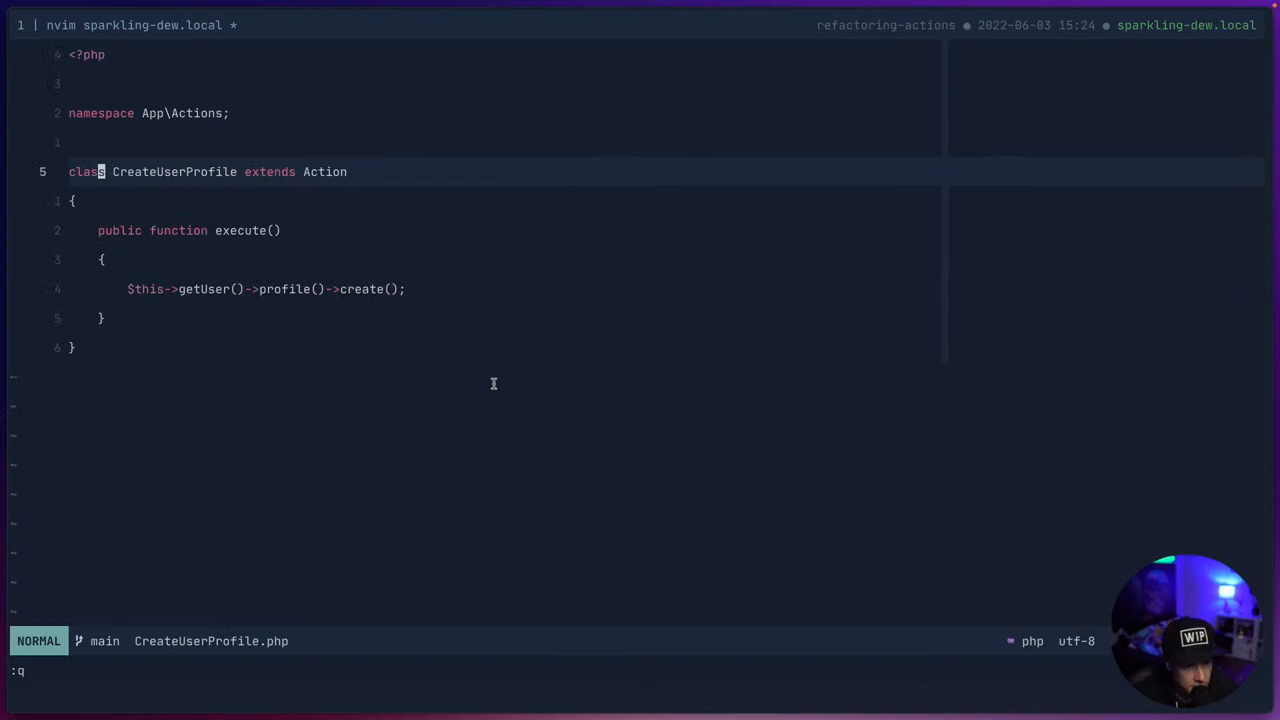 1 | nvim sparkling-dew.local * refactoring-actions ● 2022-06-03 15:24 ● sparkling-dew.local
4 <?php
3
2 namespace App\Actions;
1
5 class CreateUserProfile extends Action
1 {
2 public function execute()
3 {
4 $this->getUser()->profile()->create();
5 }
6 }
~
~
~
~
~
~
~
~
~
NORMAL main CreateUserProfile.php php utf-8
:q
WIP